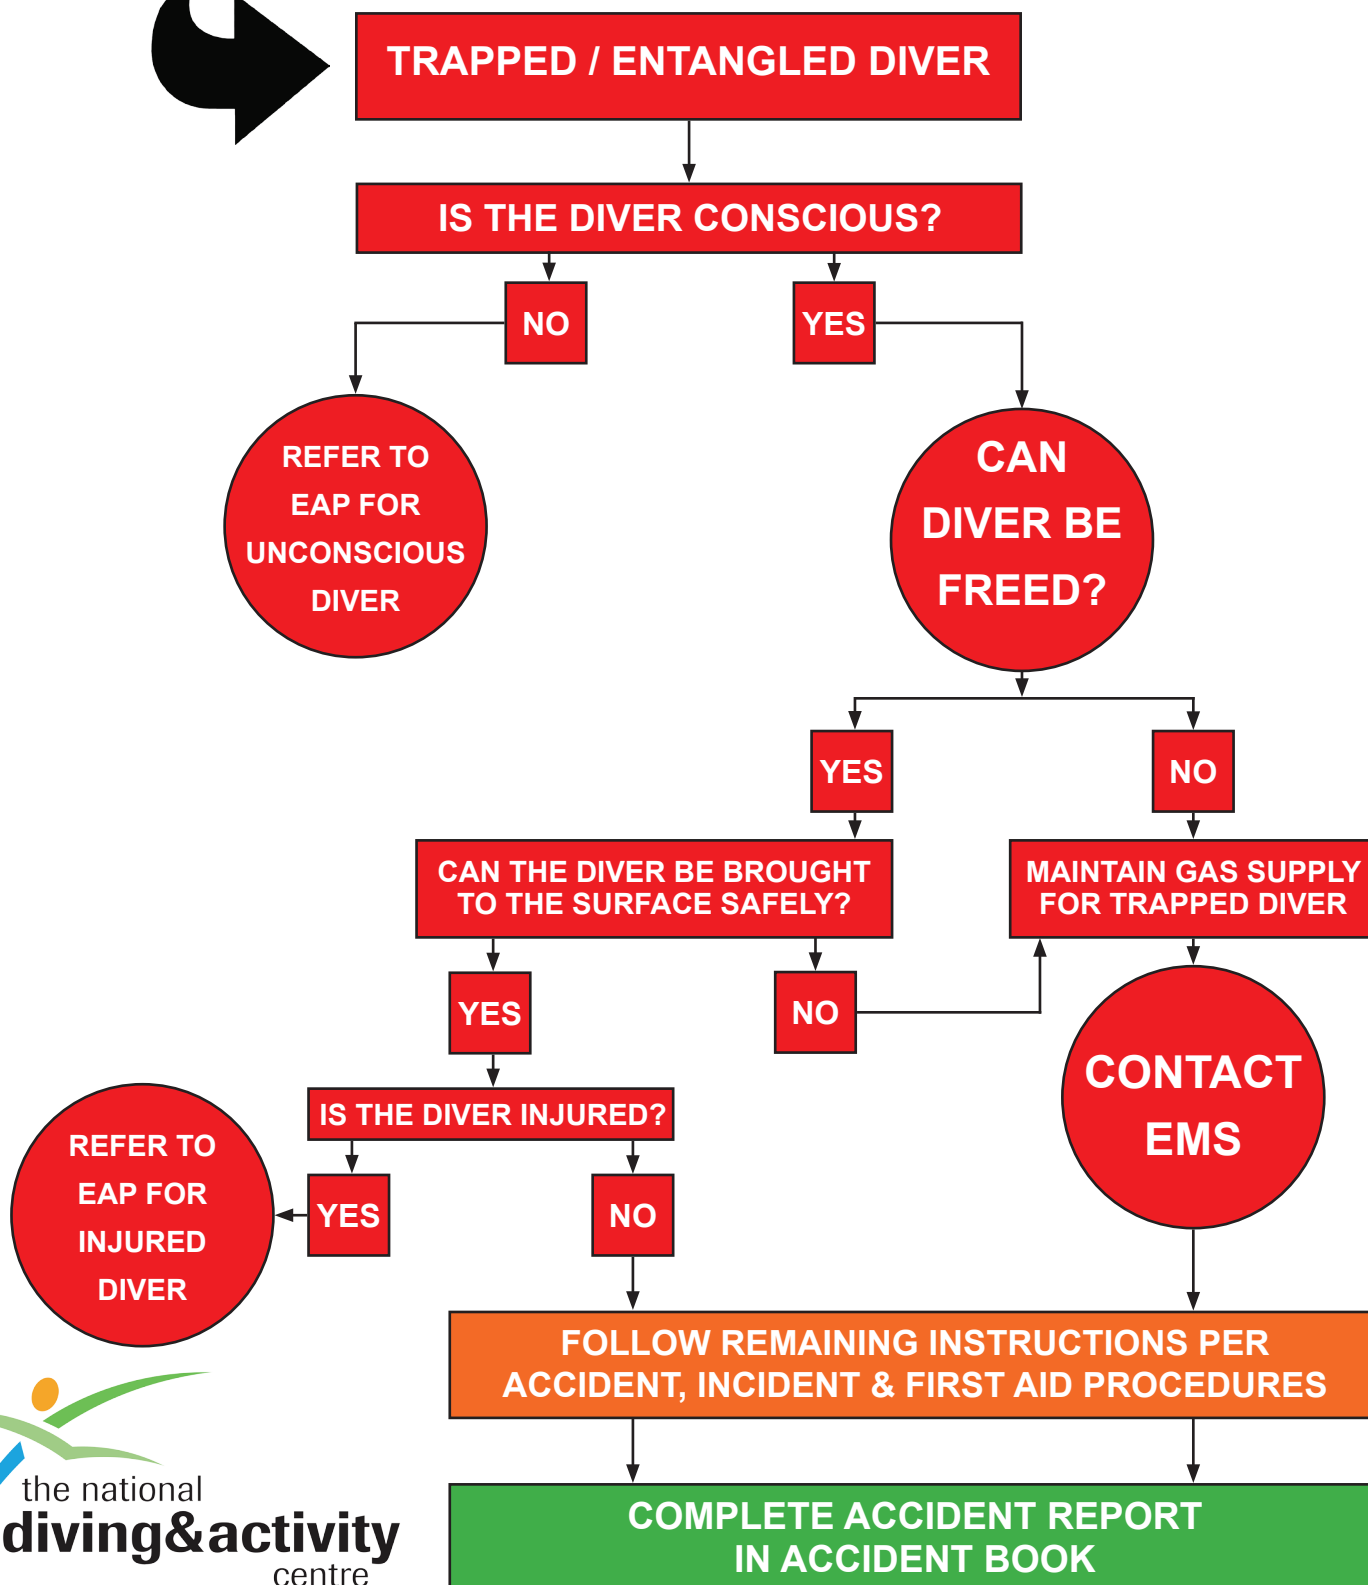 TRAPPED / ENTANGLED DIVER
IS THE DIVER CONSCIOUS?
NO
YES
REFER TO
EAP FOR
UNCONSCIOUS
DIVER
CAN
DIVER BE
FREED?
YES
NO
CAN THE DIVER BE BROUGHT
TO THE SURFACE SAFELY?
MAINTAIN GAS SUPPLY
FOR TRAPPED DIVER
YES
NO
CONTACT
EMS
IS THE DIVER INJURED?
REFER TO
EAP FOR
INJURED
DIVER
YES
NO
FOLLOW REMAINING INSTRUCTIONS PER
ACCIDENT, INCIDENT & FIRST AID PROCEDURES
the national
diving&activity
centre
COMPLETE ACCIDENT REPORT
IN ACCIDENT BOOK